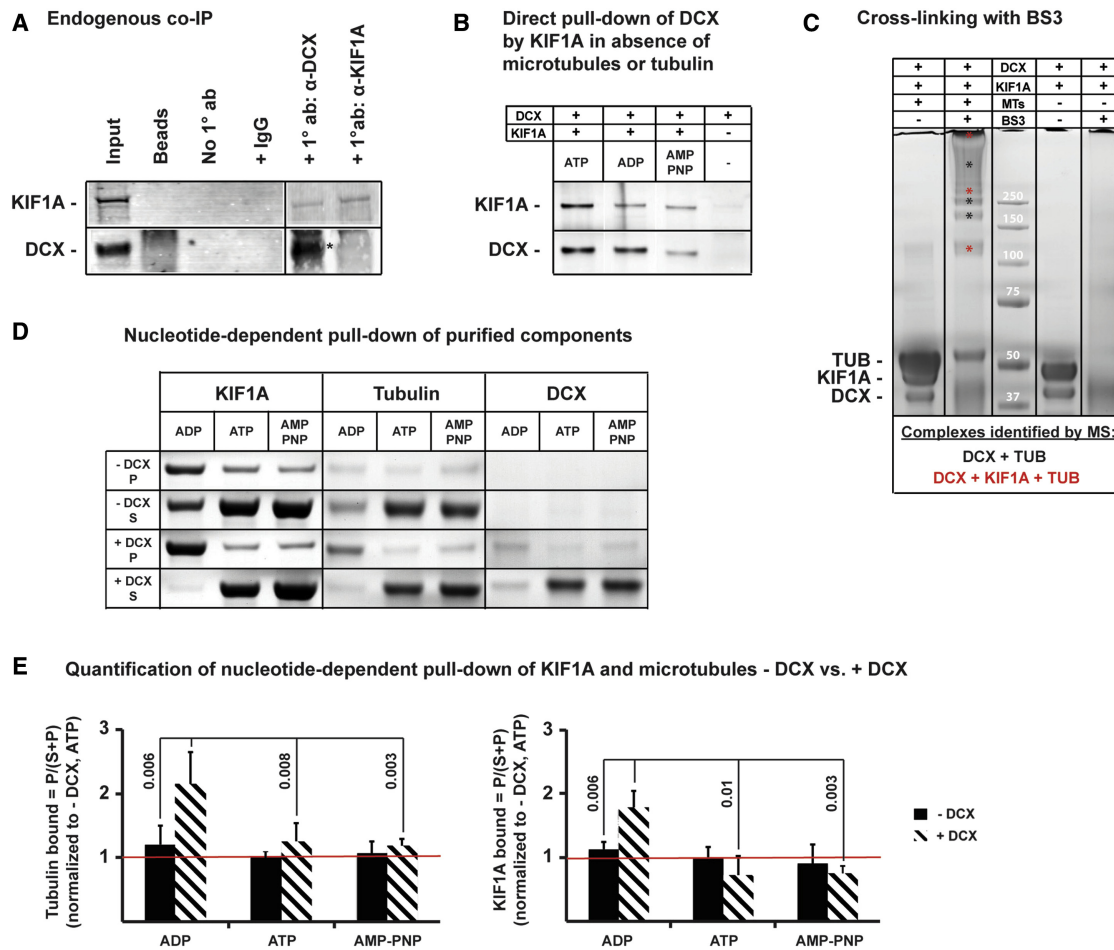 A Endogenous co-IP
Input
Beads
No 1° ab
+ IgG
+ 1° ab: α-DCX
+ 1°ab: α-KIF1A
KIF1A -
DCX -
*
B Direct pull-down of DCX
by KIF1A in absence of
microtubules or tubulin
DCX + + + +
KIF1A + + + -
ATP ADP AMP PNP -
KIF1A -
DCX -
C Cross-linking with BS3
+ + DCX + +
+ + KIF1A + +
+ + MTs - -
- + BS3 - +
*
*
*
*
*
*
250
150
100
75
50
37
TUB -
KIF1A -
DCX -
Complexes identified by MS:
DCX + TUB
DCX + KIF1A + TUB
D Nucleotide-dependent pull-down of purified components
KIF1A Tubulin DCX
ADP ATP AMP PNP ADP ATP AMP PNP ADP ATP AMP PNP
- DCX
P
- DCX
S
+ DCX
P
+ DCX
S
E Quantification of nucleotide-dependent pull-down of KIF1A and microtubules - DCX vs. + DCX
Tubulin bound = P/(S+P)
(normalized to - DCX, ATP)
3
2
1
0.006
0.008
0.003
ADP ATP AMP-PNP
KIF1A bound = P/(S+P)
(normalized to - DCX, ATP)
3
2
1
0.006
0.01
0.003
ADP ATP AMP-PNP
- DCX
+ DCX